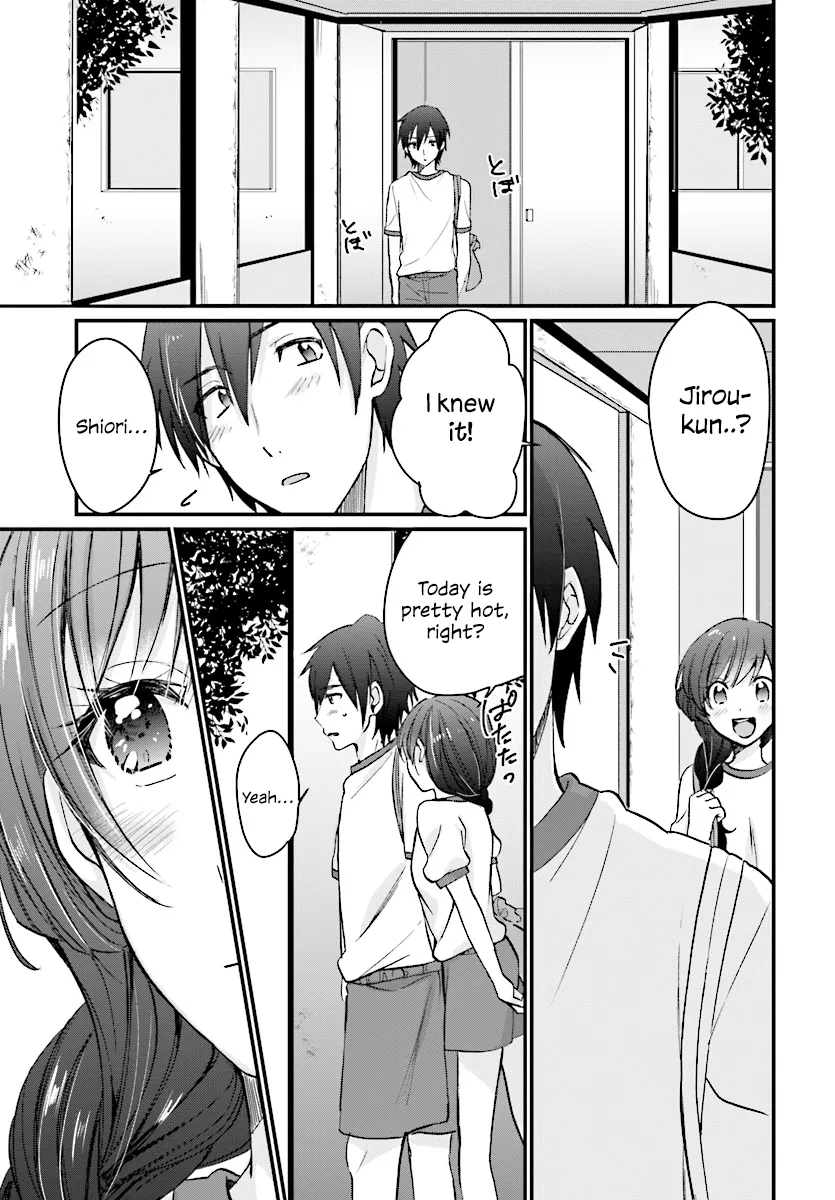 とぼ
とぼ
Jirou-
kun..?
I knew
it!
Shiori...
Today is
pretty hot,
right?
ぱたたっ
Yeah...